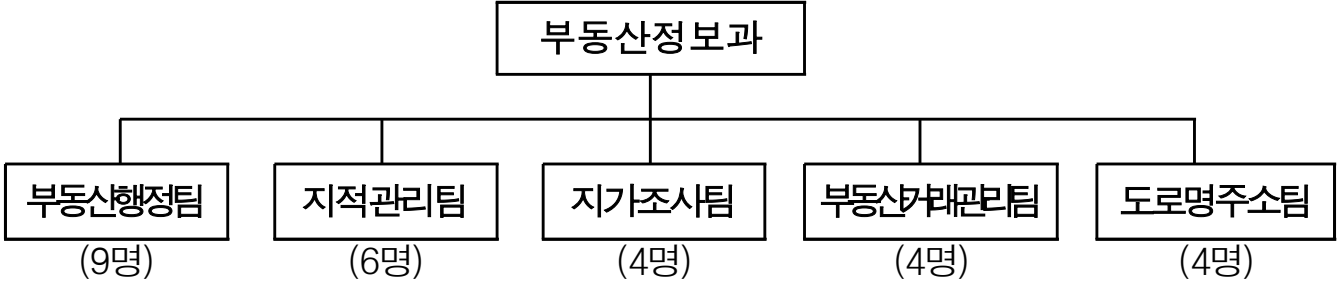 부동산정보과
부동산행정팀 지적관리팀 지가조사팀 부동산거래관리팀 도로명주소팀
(9명) (6명) (4명) (4명) (4명)